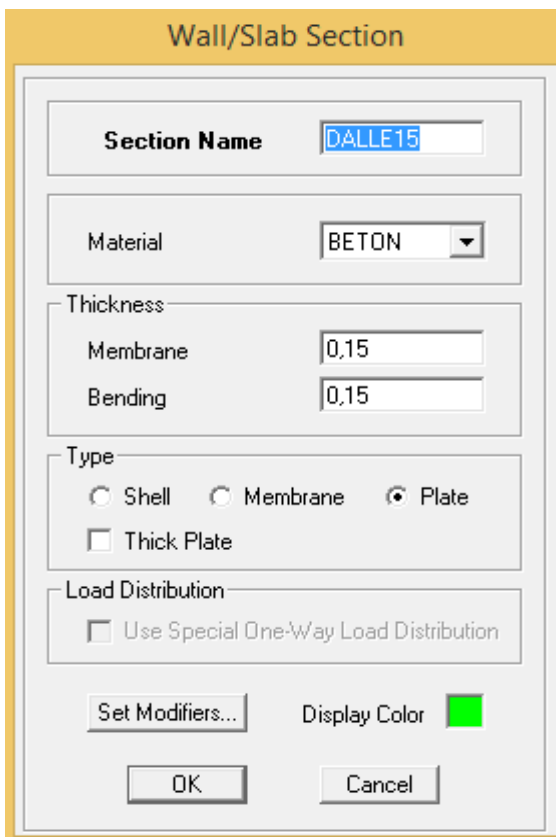 Wall/Slab Section
Section Name DALLE15
Material BETON
Thickness
Membrane 0,15
Bending 0,15
Type
Shell Membrane Plate
Thick Plate
Load Distribution
Use Special One-Way Load Distribution
Set Modifiers... Display Color
OK Cancel